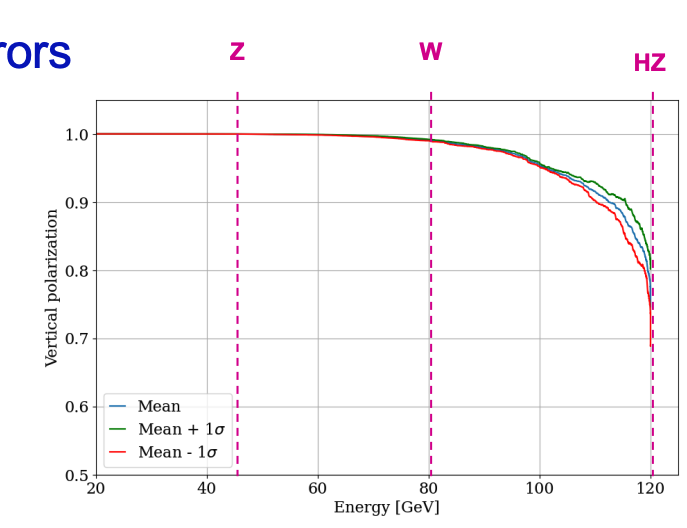 rors
Z
W
HZ
1.0
0.9
0.8
0.7
0.6
0.5
Vertical polarization
Mean
Mean + 1σ
Mean - 1σ
20 40 60 80 100 120
Energy [GeV]